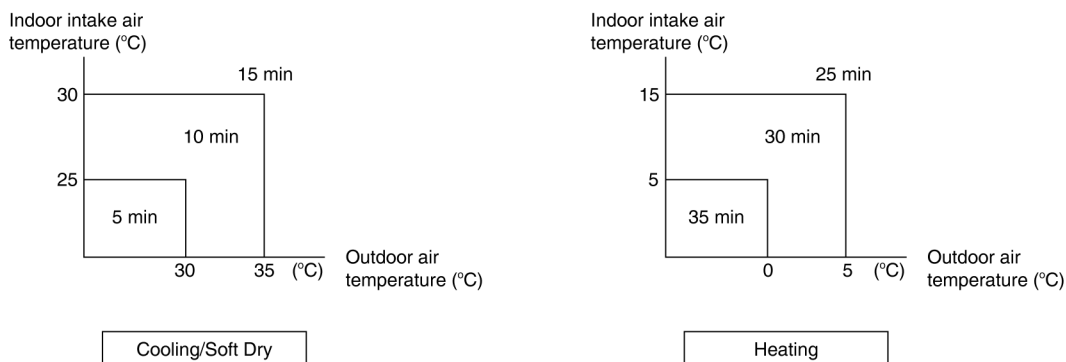 Indoor intake air
temperature (°C)
15 min
30
10 min
25
5 min
30
35
(°C)
Outdoor air
temperature (°C)
Cooling/Soft Dry
Indoor intake air
temperature (°C)
25 min
15
30 min
5
35 min
0
5
(°C)
Outdoor air
temperature (°C)
Heating